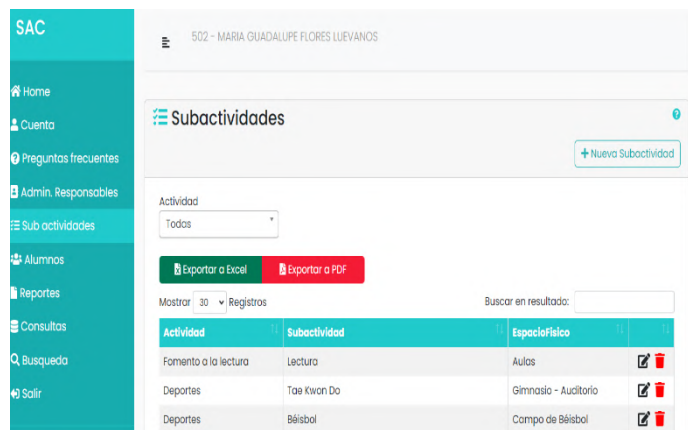 SAC
502 - MARIA GUADALUPE FLORES LUEVANOS
Home
Cuenta
Preguntas frecuentes
Admin. Responsables
Sub actividades
Alumnos
Reportes
Consultas
Busqueda
Salir
Subactividades
+ Nueva Subactividad
Actividad
Todas
Exportar a Excel Exportar a PDF
Mostrar 30 Registros Buscar en resultado:
Actividad Subactividad EspacioFisico
Fomento a la lectura Lectura Aulas
Deportes Tae Kwon Do Gimnasio - Auditorio
Deportes Béisbol Campo de Béisbol